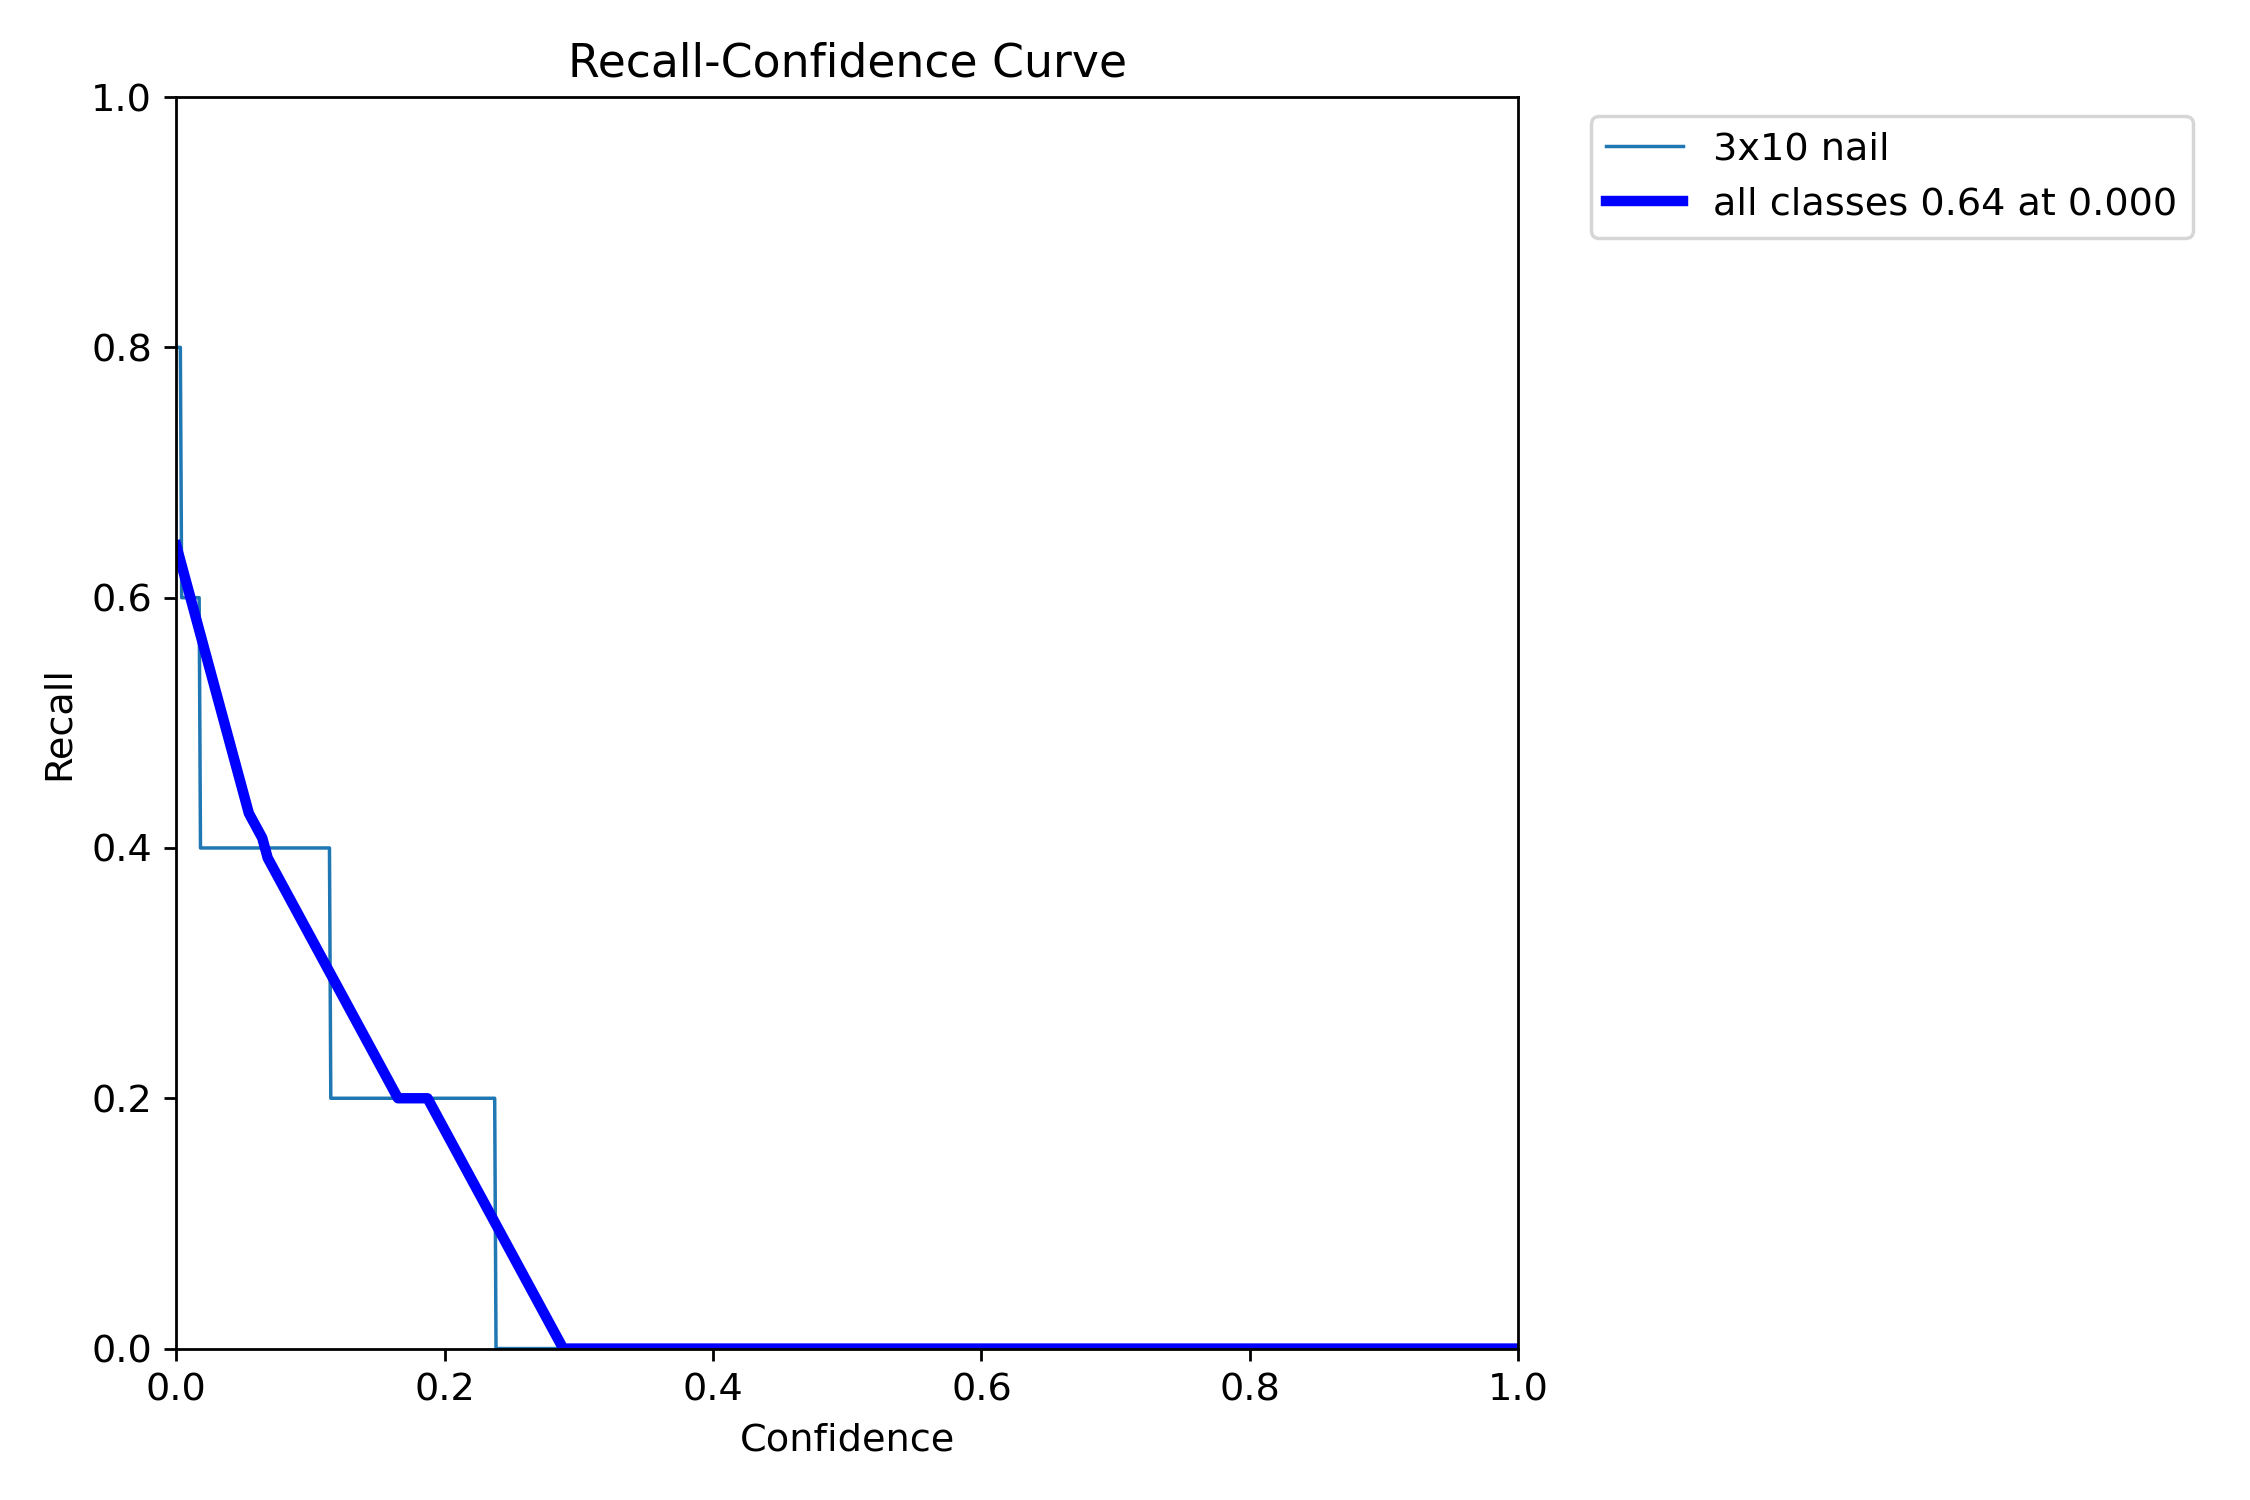 Recall-Confidence Curve
1.0
0.8
0.6
0.4
0.2
0.0
Recall
0.0 0.2 0.4 0.6 0.8 1.0
Confidence
3x10 nail
all classes 0.64 at 0.000